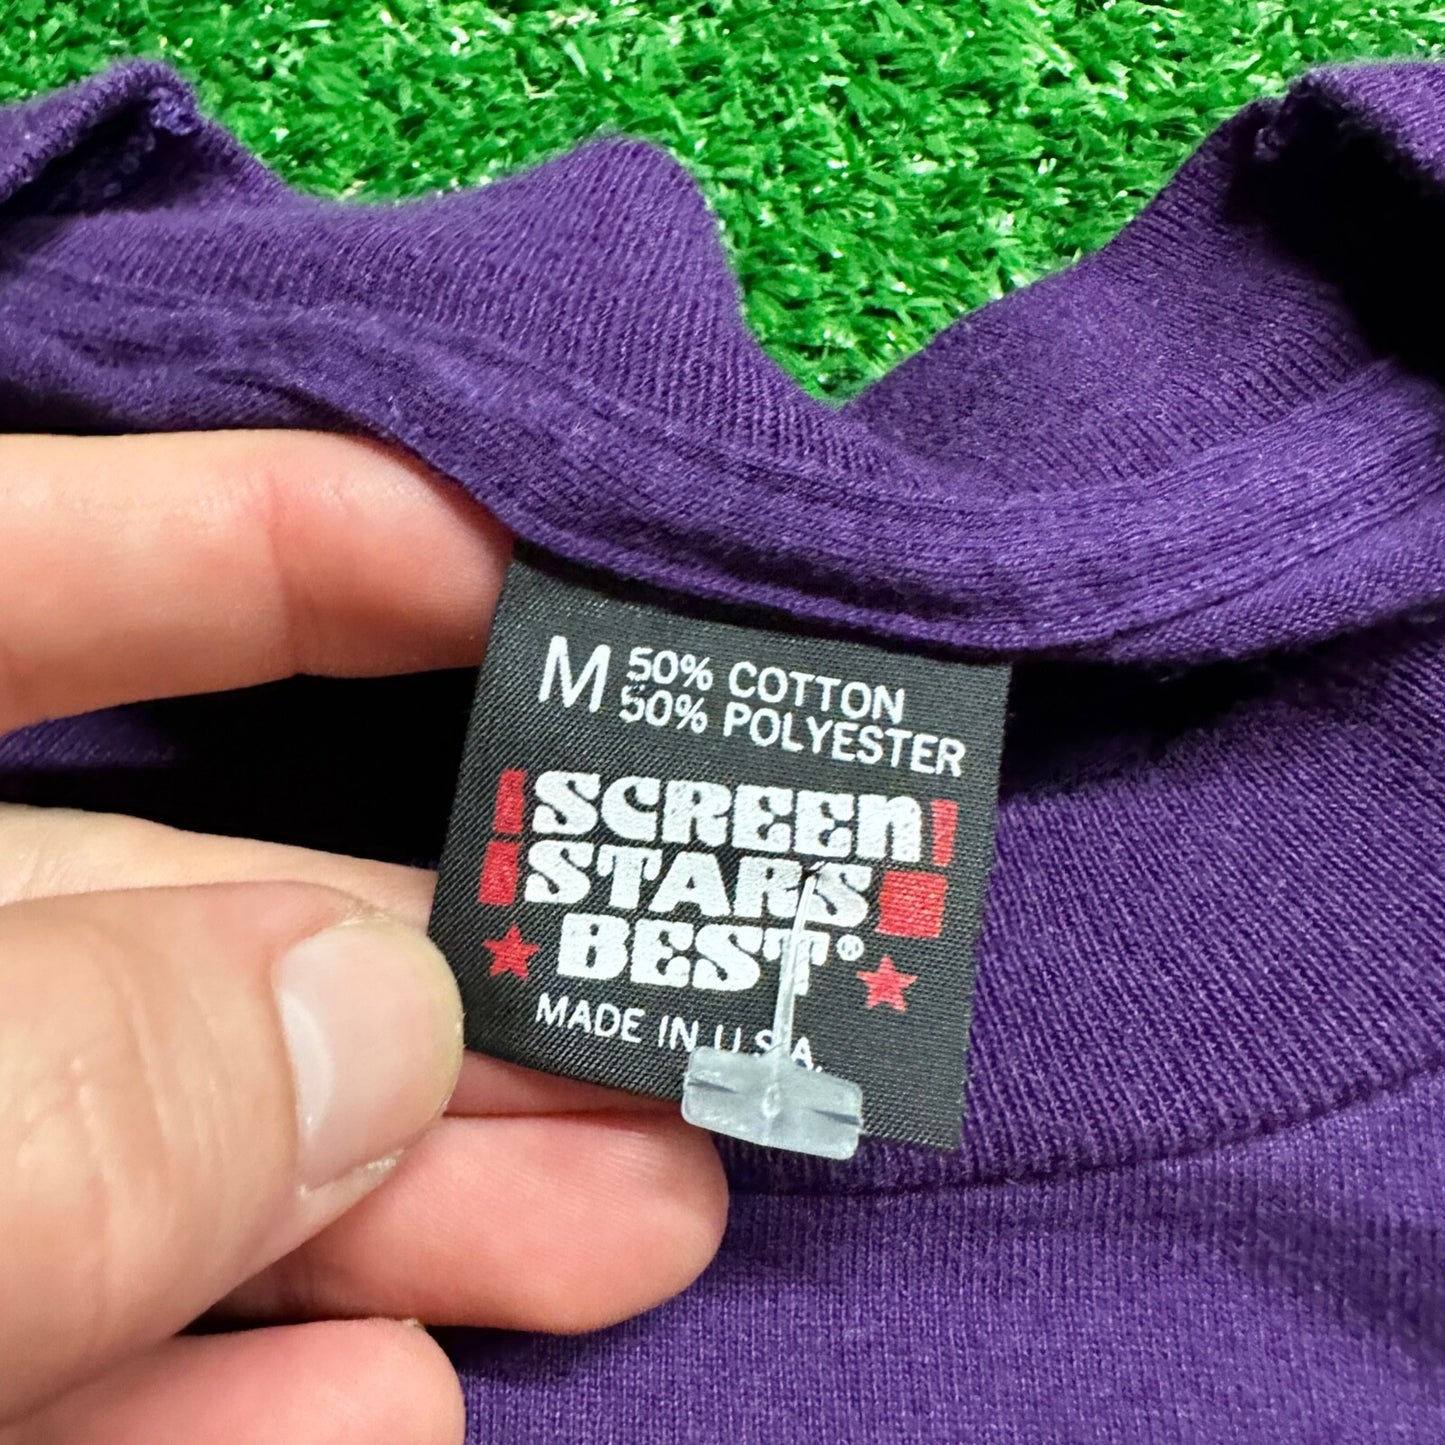 M 50% COTTON
50% POLYESTER
SCREEN
STARS
BEST®
MADE IN U.S.A.